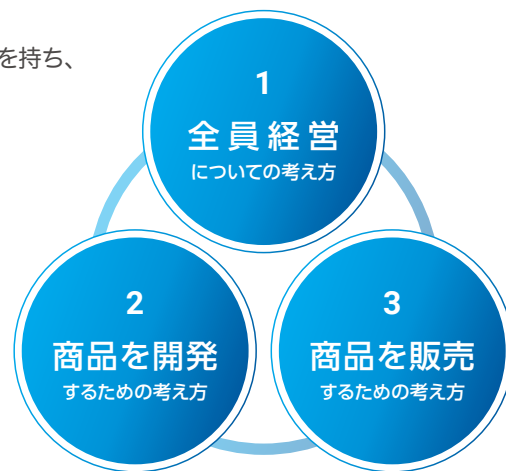 を持ち、
1
全員経営
についての考え方
2
商品を開発
するための考え方
3
商品を販売
するための考え方